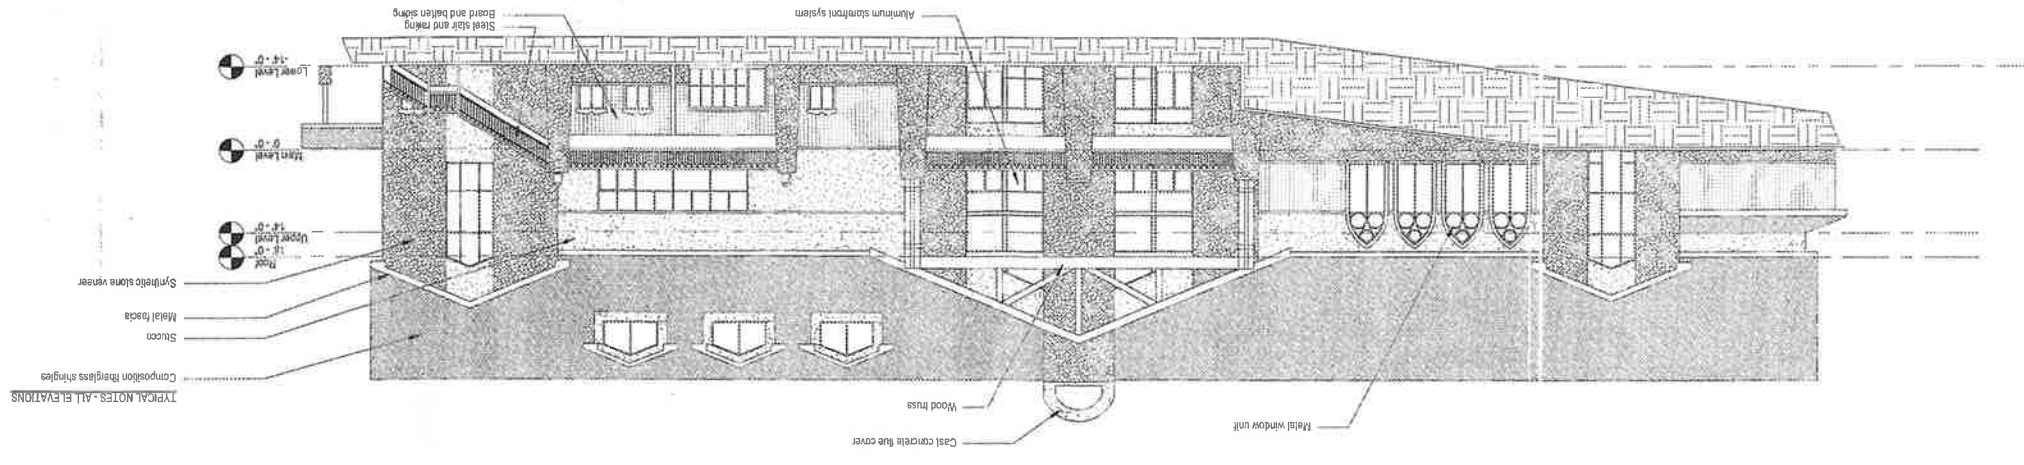 Cast concrete flue cover
Metal window unit
Wood truss
TYPICAL NOTES - ALL ELEVATIONS
Composition fiberglass shingles
Stucco
Metal fascia
Synthetic stone veneer
Roof
18' - 0"
Upper Level
14' - 0"
Main Level
0' - 0"
Lower Level
-14' - 0"
Steel stair and railing
Board and batten siding
Aluminum storefront system